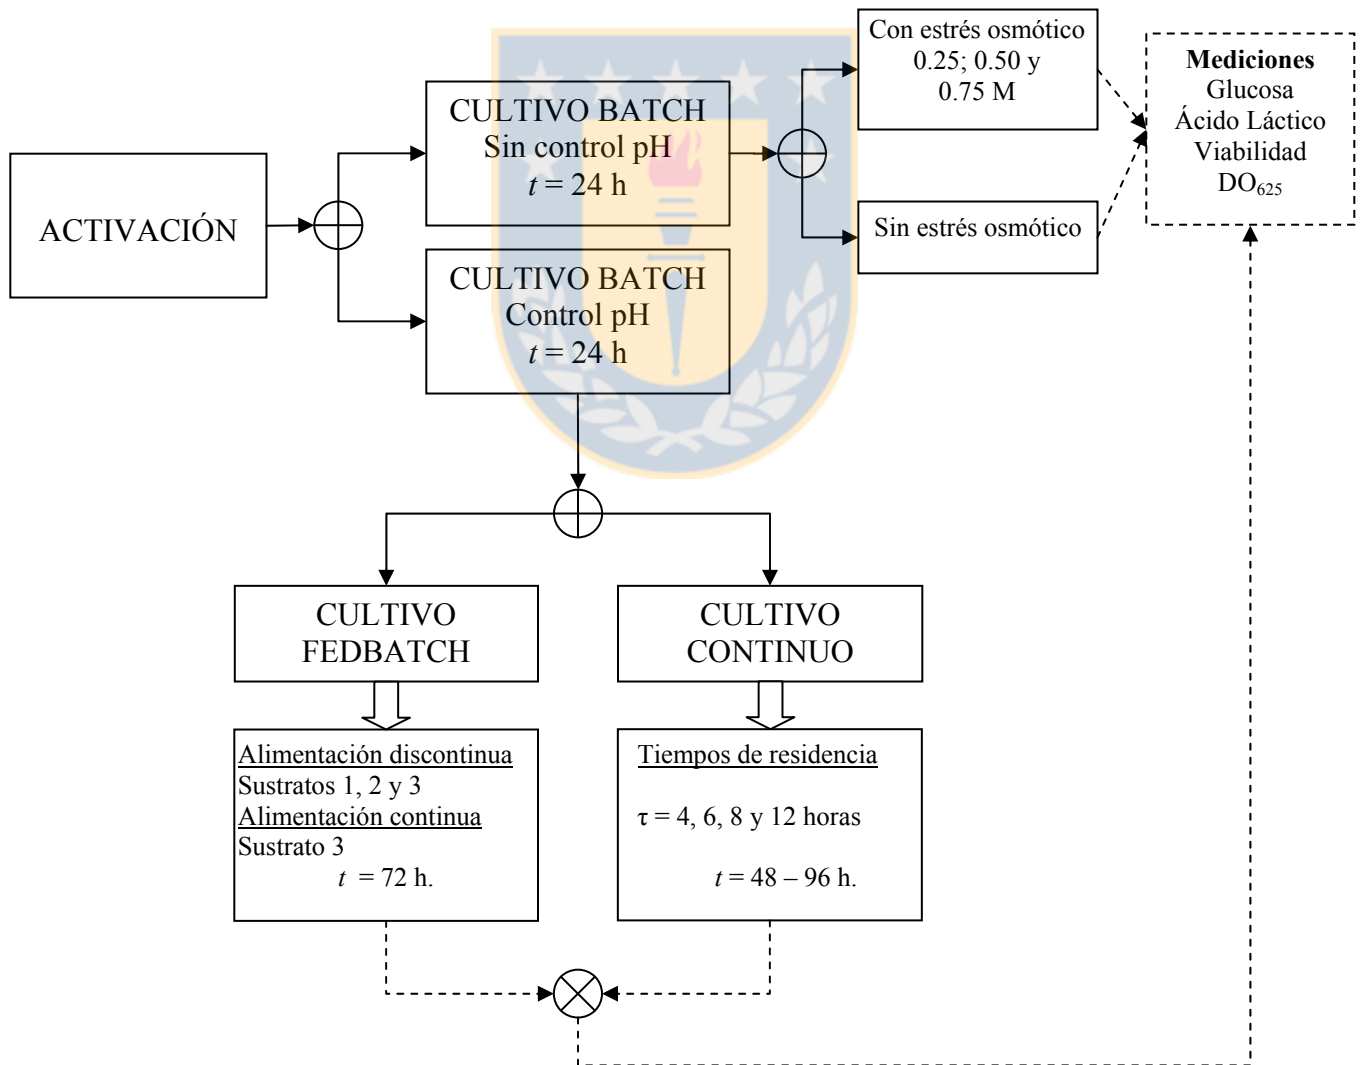 ACTIVACIÓN
CULTIVO BATCH
Sin control pH
t = 24 h
CULTIVO BATCH
Control pH
t = 24 h
Con estrés osmótico
0.25; 0.50 y
0.75 M
Sin estrés osmótico
Mediciones
Glucosa
Ácido Láctico
Viabilidad
DO₆₂₅
CULTIVO
FEDBATCH
CULTIVO
CONTINUO
Alimentación discontinua
Sustratos 1, 2 y 3
Alimentación continua
Sustrato 3
t = 72 h.
Tiempos de residencia
τ = 4, 6, 8 y 12 horas
t = 48 – 96 h.